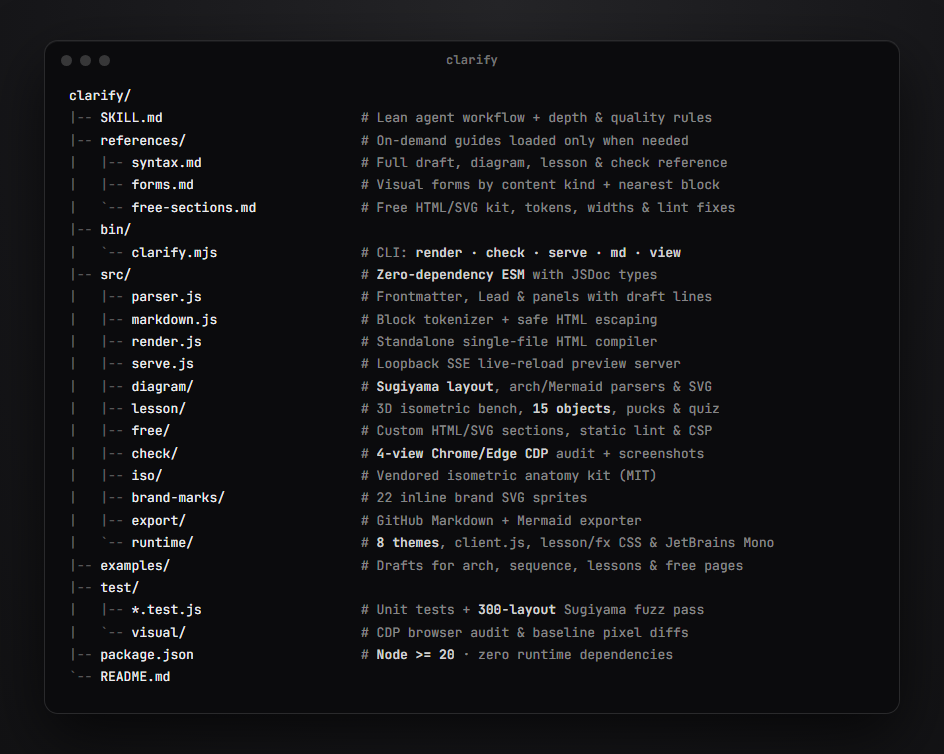 clarify
clarify/
|-- SKILL.md # Lean agent workflow + depth & quality rules
|-- references/ # On-demand guides loaded only when needed
| |-- syntax.md # Full draft, diagram, lesson & check reference
| |-- forms.md # Visual forms by content kind + nearest block
| `-- free-sections.md # Free HTML/SVG kit, tokens, widths & lint fixes
|-- bin/
| `-- clarify.mjs # CLI: render · check · serve · md · view
|-- src/ # Zero-dependency ESM with JSDoc types
| |-- parser.js # Frontmatter, Lead & panels with draft lines
| |-- markdown.js # Block tokenizer + safe HTML escaping
| |-- render.js # Standalone single-file HTML compiler
| |-- serve.js # Loopback SSE live-reload preview server
| |-- diagram/ # Sugiyama layout, arch/Mermaid parsers & SVG
| |-- lesson/ # 3D isometric bench, 15 objects, pucks & quiz
| |-- free/ # Custom HTML/SVG sections, static lint & CSP
| |-- check/ # 4-view Chrome/Edge CDP audit + screenshots
| |-- iso/ # Vendored isometric anatomy kit (MIT)
| |-- brand-marks/ # 22 inline brand SVG sprites
| |-- export/ # GitHub Markdown + Mermaid exporter
| `-- runtime/ # 8 themes, client.js, lesson/fx CSS & JetBrains Mono
|-- examples/ # Drafts for arch, sequence, lessons & free pages
|-- test/
| |-- *.test.js # Unit tests + 300-layout Sugiyama fuzz pass
| `-- visual/ # CDP browser audit & baseline pixel diffs
|-- package.json # Node >= 20 · zero runtime dependencies
`-- README.md